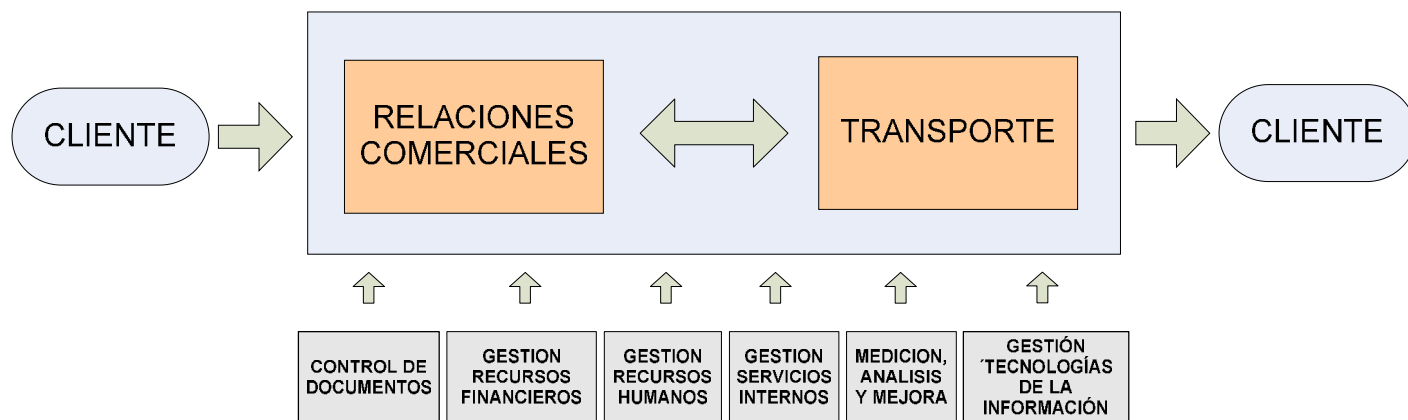 CLIENTE
RELACIONES
COMERCIALES
TRANSPORTE
CLIENTE
CONTROL DE
DOCUMENTOS
GESTION
RECURSOS
FINANCIEROS
GESTION
RECURSOS
HUMANOS
GESTION
SERVICIOS
INTERNOS
MEDICION,
ANALISIS
Y MEJORA
GESTIÓN
´TECNOLOGÍAS
DE LA
INFORMACIÓN